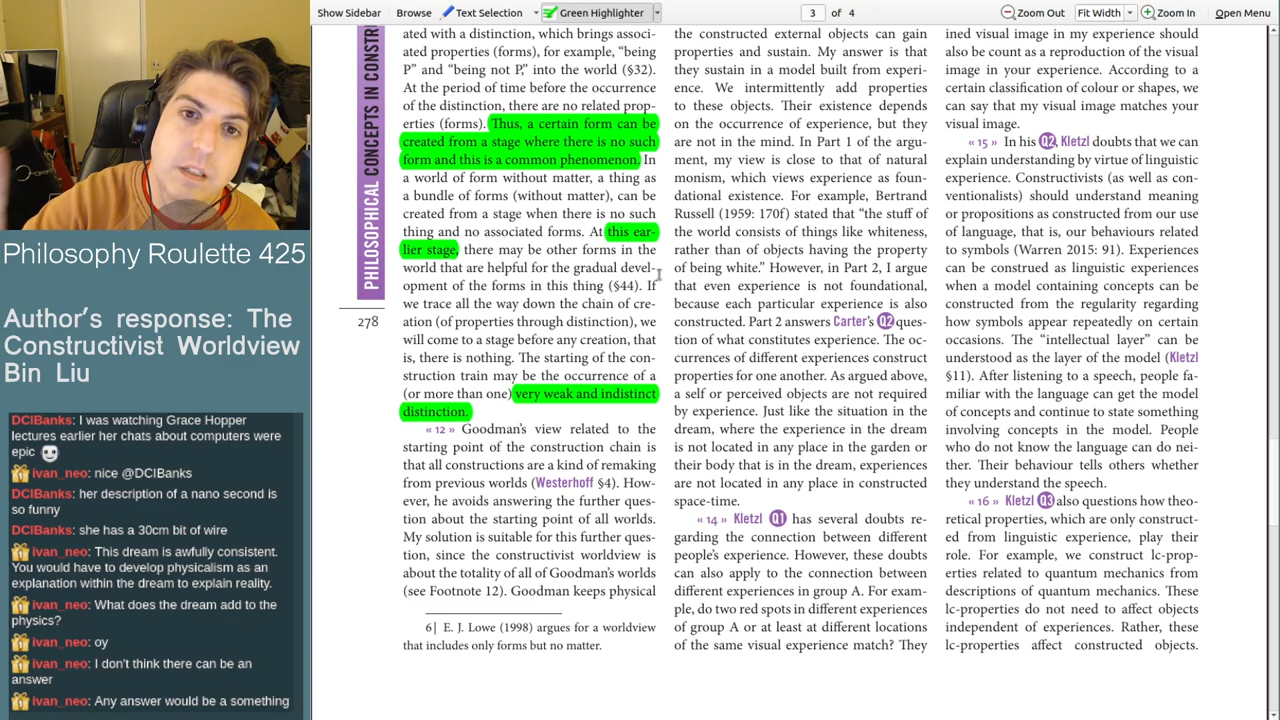 Show Sidebar Browse Text Selection Green Highlighter 3 of 4 Zoom Out Fit Width Zoom In Open Menu
Philosophy Roulette 425
Author's response: The
Constructivist Worldview
Bin Liu
DCIBanks: I was watching Grace Hopper
lectures earlier her chats about computers were
epic
ivan_neo: nice @DCIBanks
DCIBanks: her description of a nano second is
so funny
DCIBanks: she has a 30cm bit of wire
ivan_neo: This dream is awfully consistent.
You would have to develop physicalism as an
explanation within the dream to explain reality.
ivan_neo: What does the dream add to the
physics?
ivan_neo: oy
ivan_neo: I don't think there can be an
answer
ivan_neo: Any answer would be a something
PHILOSOPHICAL CONCEPTS IN CONSTRI
278
ated with a distinction, which brings associ-
ated properties (forms), for example, “being
P” and “being not P,” into the world (§32).
At the period of time before the occurrence
of the distinction, there are no related prop-
erties (forms). Thus, a certain form can be
created from a stage where there is no such
form and this is a common phenomenon. In
a world of form without matter, a thing as
a bundle of forms (without matter), can be
created from a stage when there is no such
thing and no associated forms. At this ear-
lier stage, there may be other forms in the
world that are helpful for the gradual devel-
opment of the forms in this thing (§44). If
we trace all the way down the chain of cre-
ation (of properties through distinction), we
will come to a stage before any creation, that
is, there is nothing. The starting of the con-
struction train may be the occurrence of a
(or more than one) very weak and indistinct
distinction.
« 12 » Goodman’s view related to the
starting point of the construction chain is
that all constructions are a kind of remaking
from previous worlds (Westerhoff §4). How-
ever, he avoids answering the further ques-
tion about the starting point of all worlds.
My solution is suitable for this further ques-
tion, since the constructivist worldview is
about the totality of all of Goodman’s worlds
(see Footnote 12). Goodman keeps physical
6| E. J. Lowe (1998) argues for a worldview
that includes only forms but no matter.
the constructed external objects can gain
properties and sustain. My answer is that
they sustain in a model built from experi-
ence. We intermittently add properties
to these objects. Their existence depends
on the occurrence of experience, but they
are not in the mind. In Part 1 of the argu-
ment, my view is close to that of natural
monism, which views experience as foun-
dational existence. For example, Bertrand
Russell (1959: 170f) stated that “the stuff of
the world consists of things like whiteness,
rather than of objects having the property
of being white.” However, in Part 2, I argue
that even experience is not foundational,
because each particular experience is also
constructed. Part 2 answers Carter’s Q2 ques-
tion of what constitutes experience. The oc-
currences of different experiences construct
properties for one another. As argued above,
a self or perceived objects are not required
by experience. Just like the situation in the
dream, where the experience in the dream
is not located in any place in the garden or
their body that is in the dream, experiences
are not located in any place in constructed
space-time.
« 14 » Kletzl Q1 has several doubts re-
garding the connection between different
people’s experience. However, these doubts
can also apply to the connection between
different experiences in group A. For exam-
ple, do two red spots in different experiences
of group A or at least at different locations
of the same visual experience match? They
ined visual image in my experience should
also be count as a reproduction of the visual
image in your experience. According to a
certain classification of colour or shapes, we
can say that my visual image matches your
visual image.
« 15 » In his Q2, Kletzl doubts that we can
explain understanding by virtue of linguistic
experience. Constructivists (as well as con-
ventionalists) should understand meaning
or propositions as constructed from our use
of language, that is, our behaviours related
to symbols (Warren 2015: 91). Experiences
can be construed as linguistic experiences
when a model containing concepts can be
constructed from the regularity regarding
how symbols appear repeatedly on certain
occasions. The “intellectual layer” can be
understood as the layer of the model (Kletzl
§11). After listening to a speech, people fa-
miliar with the language can get the model
of concepts and continue to state something
involving concepts in the model. People
who do not know the language can do nei-
ther. Their behaviour tells others whether
they understand the speech.
« 16 » Kletzl Q3 also questions how theo-
retical properties, which are only construct-
ed from linguistic experience, play their
role. For example, we construct lc-prop-
erties related to quantum mechanics from
descriptions of quantum mechanics. These
lc-properties do not need to affect objects
independent of experiences. Rather, these
lc-properties affect constructed objects.